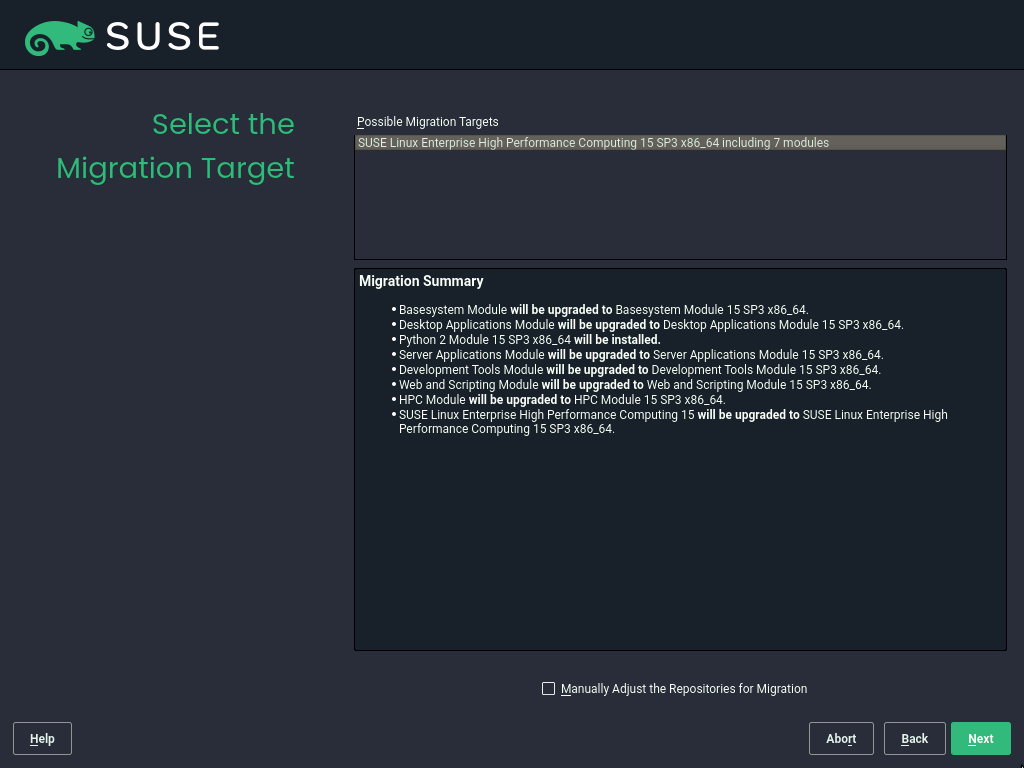 SUSE
Select the
Migration Target
Possible Migration Targets
SUSE Linux Enterprise High Performance Computing 15 SP3 x86_64 including 7 modules
Migration Summary
• Basesystem Module will be upgraded to Basesystem Module 15 SP3 x86_64.
• Desktop Applications Module will be upgraded to Desktop Applications Module 15 SP3 x86_64.
• Python 2 Module 15 SP3 x86_64 will be installed.
• Server Applications Module will be upgraded to Server Applications Module 15 SP3 x86_64.
• Development Tools Module will be upgraded to Development Tools Module 15 SP3 x86_64.
• Web and Scripting Module will be upgraded to Web and Scripting Module 15 SP3 x86_64.
• HPC Module will be upgraded to HPC Module 15 SP3 x86_64.
• SUSE Linux Enterprise High Performance Computing 15 will be upgraded to SUSE Linux Enterprise High
Performance Computing 15 SP3 x86_64.
Manually Adjust the Repositories for Migration
Help
Abort
Back
Next